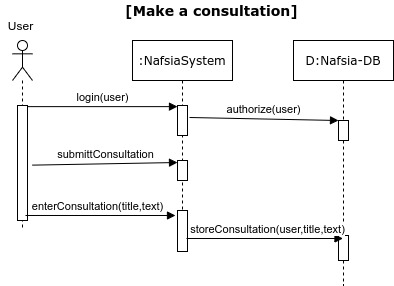 [Make a consultation]
User
:NafsiaSystem
D:Nafsia-DB
login(user)
authorize(user)
submittConsultation
enterConsultation(title,text)
storeConsultation(user,title,text)